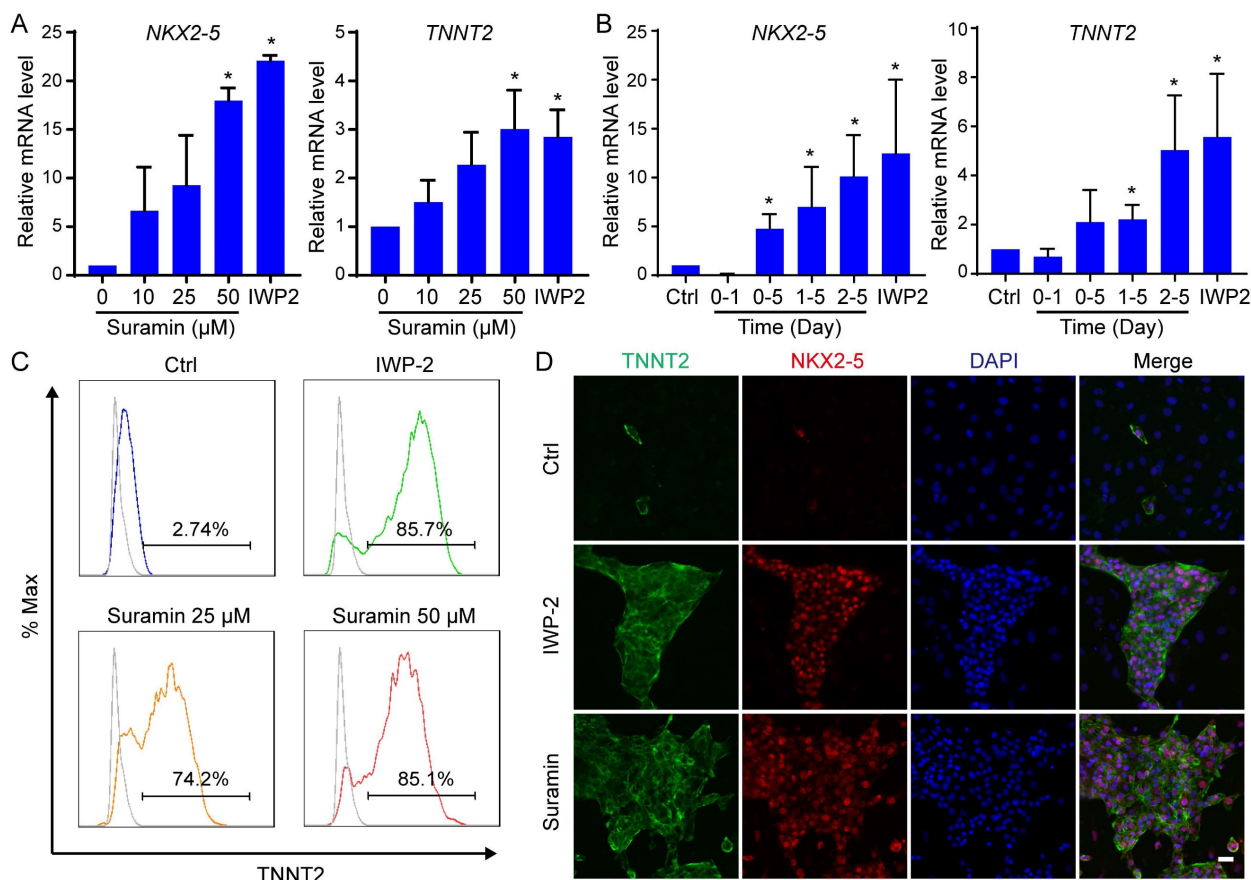 A
NKX2-5
Relative mRNA level
25
20
15
10
5
0
*
*
0 10 25 50 IWP2
Suramin (µM)
TNNT2
Relative mRNA level
5
4
3
2
1
0
*
*
0 10 25 50 IWP2
Suramin (µM)
B
NKX2-5
Relative mRNA level
25
20
15
10
5
0
*
*
*
*
Ctrl 0-1 0-5 1-5 2-5 IWP2
Time (Day)
TNNT2
Relative mRNA level
10
8
6
4
2
0
*
*
*
Ctrl 0-1 0-5 1-5 2-5 IWP2
Time (Day)
C
% Max
Ctrl
2.74%
IWP-2
85.7%
Suramin 25 µM
74.2%
Suramin 50 µM
85.1%
TNNT2
D
TNNT2 NKX2-5 DAPI Merge
Ctrl
IWP-2
Suramin